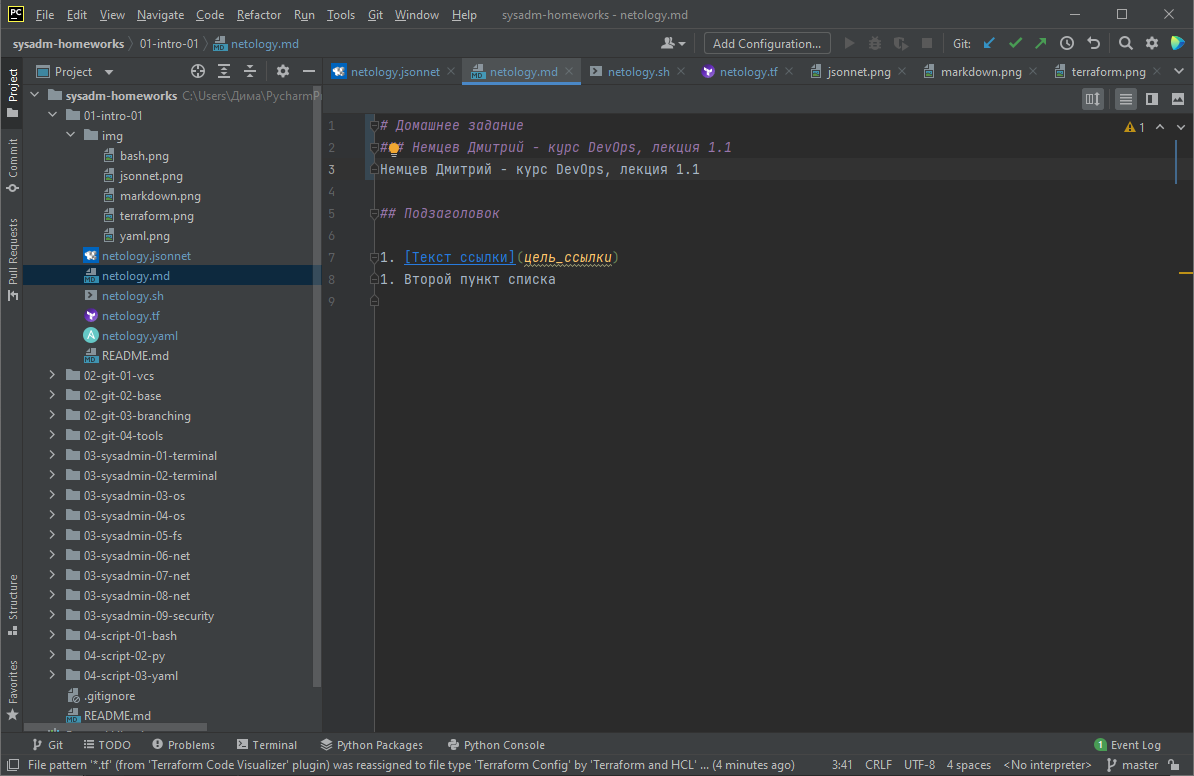 PC File Edit View Navigate Code Refactor Run Tools Git Window Help sysadm-homeworks - netology.md
sysadm-homeworks 01-intro-01 netology.md Add Configuration... Git:
Project netology.jsonnet netology.md netology.sh netology.tf jsonnet.png markdown.png terraform.png
Project
Commit
Pull Requests
Structure
Favorites
sysadm-homeworks C:\Users\Дима\PycharmP
01-intro-01
img
bash.png
jsonnet.png
markdown.png
terraform.png
yaml.png
netology.jsonnet
netology.md
netology.sh
netology.tf
netology.yaml
README.md
02-git-01-vcs
02-git-02-base
02-git-03-branching
02-git-04-tools
03-sysadmin-01-terminal
03-sysadmin-02-terminal
03-sysadmin-03-os
03-sysadmin-04-os
03-sysadmin-05-fs
03-sysadmin-06-net
03-sysadmin-07-net
03-sysadmin-08-net
03-sysadmin-09-security
04-script-01-bash
04-script-02-py
04-script-03-yaml
.gitignore
README.md
1 # Домашнее задание
2 ### Немцев Дмитрий - курс DevOps, лекция 1.1
3 Немцев Дмитрий - курс DevOps, лекция 1.1
4
5 ## Подзаголовок
6
7 1. [Текст ссылки](цель_ссылки)
8 1. Второй пункт списка
9
1
Git TODO Problems Terminal Python Packages Python Console 1 Event Log
File pattern '*.tf' (from 'Terraform Code Visualizer' plugin) was reassigned to file type 'Terraform Config' by 'Terraform and HCL' ... (4 minutes ago) 3:41 CRLF UTF-8 4 spaces <No interpreter> master